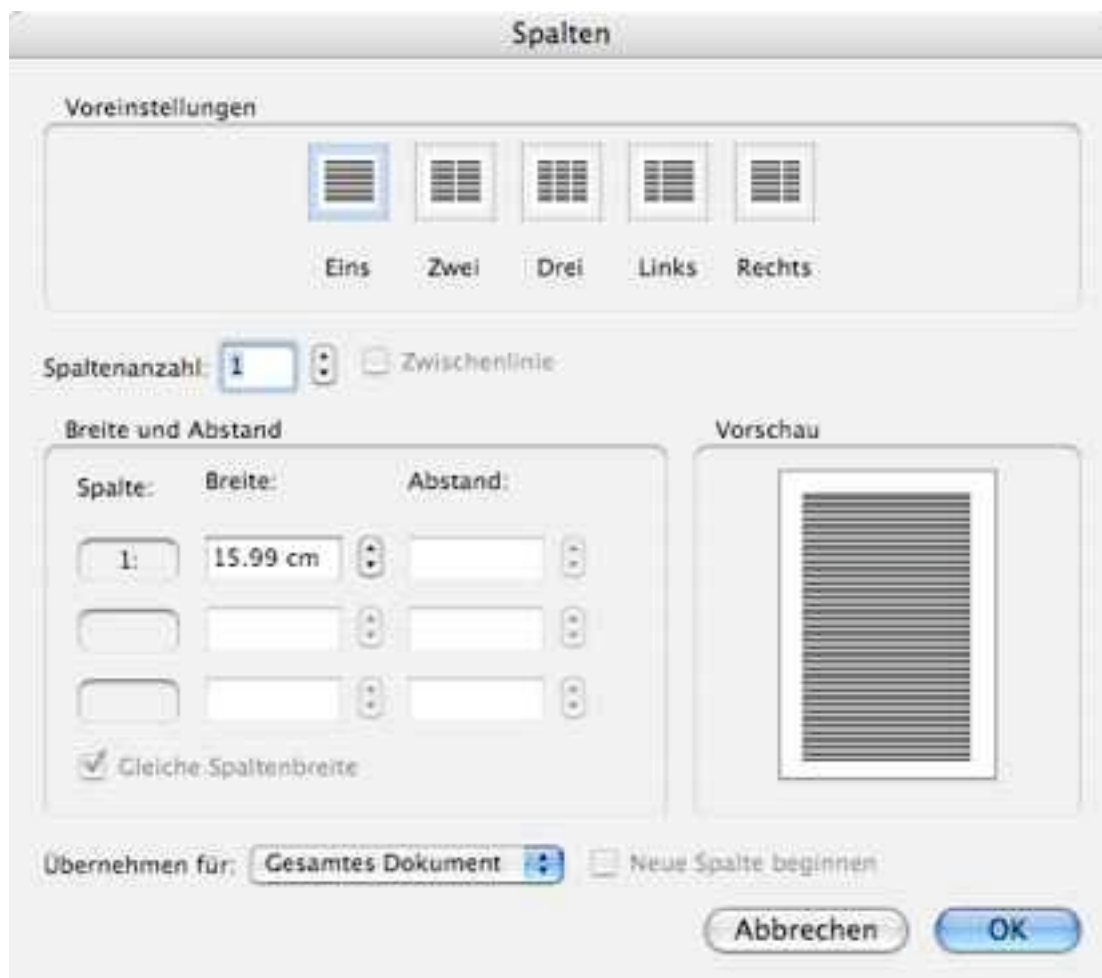 Spalten
Voreinstellungen
Eins Zwei Drei Links Rechts
Spaltenanzahl: 1 Zwischenlinie
Breite und Abstand
Vorschau
Spalte: Breite: Abstand:
1: 15.99 cm
Gleiche Spaltenbreite
Übernehmen für: Gesamtes Dokument Neue Spalte beginnen
Abbrechen OK